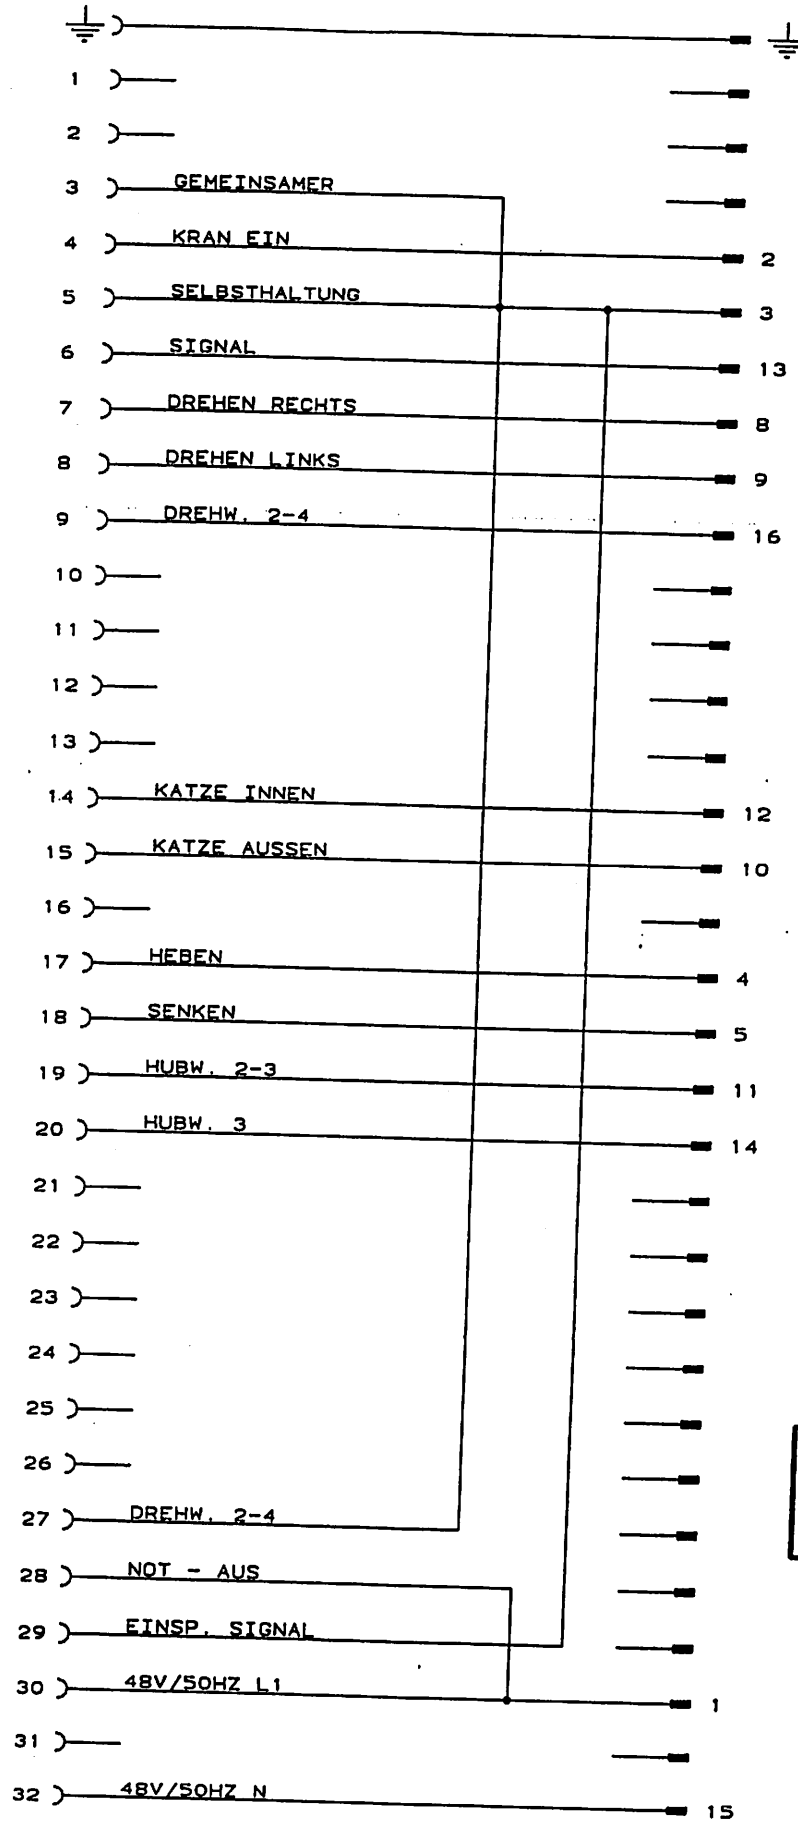 1
2
3 GEMEINSAMER
4 KRAN EIN 2
5 SELBSTHALTUNG 3
6 SIGNAL 13
7 DREHEN RECHTS 8
8 DREHEN LINKS 9
9 DREHW. 2-4 16
10
11
12
13
14 KATZE INNEN 12
15 KATZE AUSSEN 10
16
17 HEBEN 4
18 SENKEN 5
19 HUBW. 2-3 11
20 HUBW. 3 14
21
22
23
24
25
26
27 DREHW. 2-4
28 NOT - AUS
29 EINSP. SIGNAL
30 48V/50HZ L1 1
31
32 48V/50HZ N 15